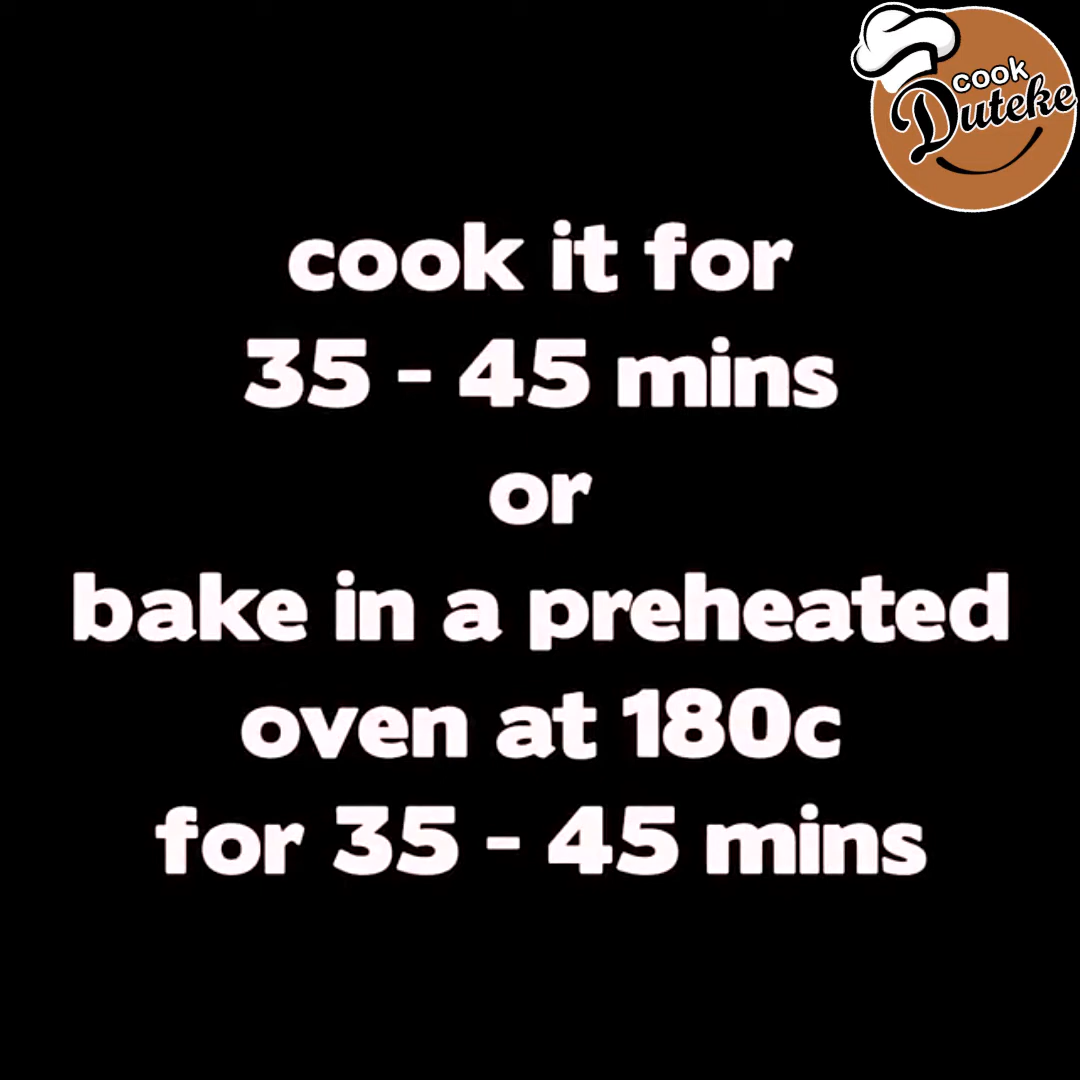 cook
Duteke
cook it for
35 - 45 mins
or
bake in a preheated
oven at 180c
for 35 - 45 mins